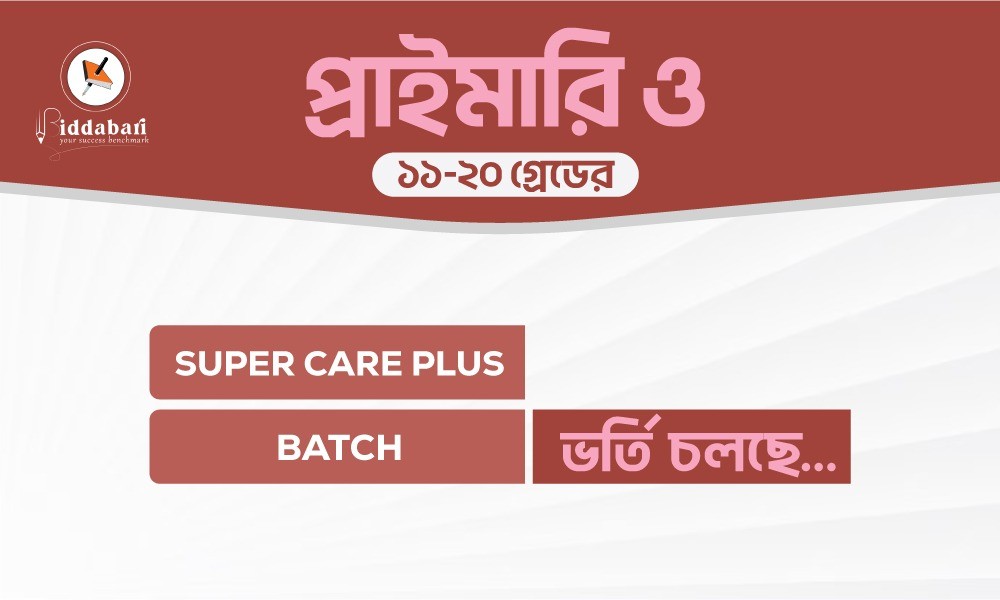 Biddabari
your success benchmark
প্রাইমারি ও
১১-২০ গ্রেডের
SUPER CARE PLUS
BATCH
ভর্তি চলছে...